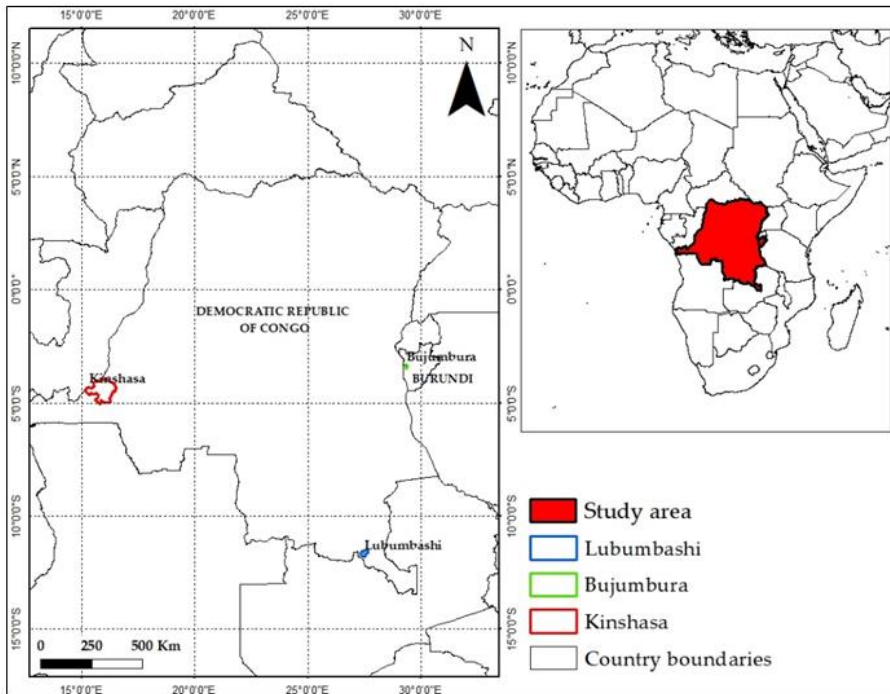 15°0'0"E 20°0'0"E 25°0'0"E 30°0'0"E
N
10°0'0"N 10°0'0"N
5°0'0"N 5°0'0"N
0°0'0" 0°0'0"
DEMOCRATIC REPUBLIC
OF CONGO
Bujumbura
BURUNDI
Kinshasa
5°0'0"S 5°0'0"S
10°0'0"S 10°0'0"S
Lubumbashi
15°0'0"S 15°0'0"S
0 250 500 Km
15°0'0"E 20°0'0"E 25°0'0"E 30°0'0"E
Study area
Lubumbashi
Bujumbura
Kinshasa
Country boundaries